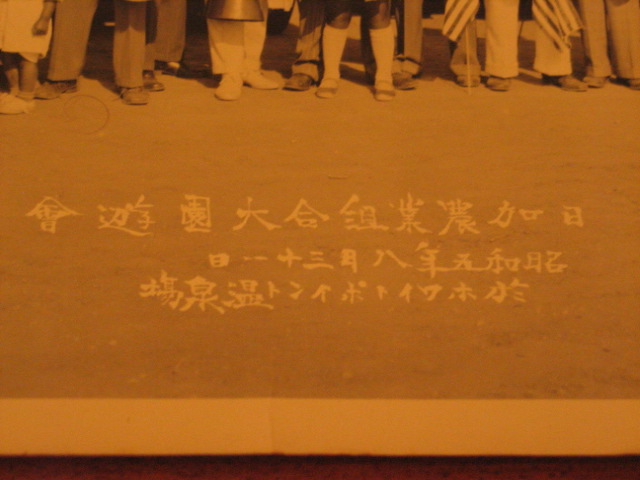 日加農業組合大園遊會
昭和五年八月三十一日
於ホワイトポイント温泉場